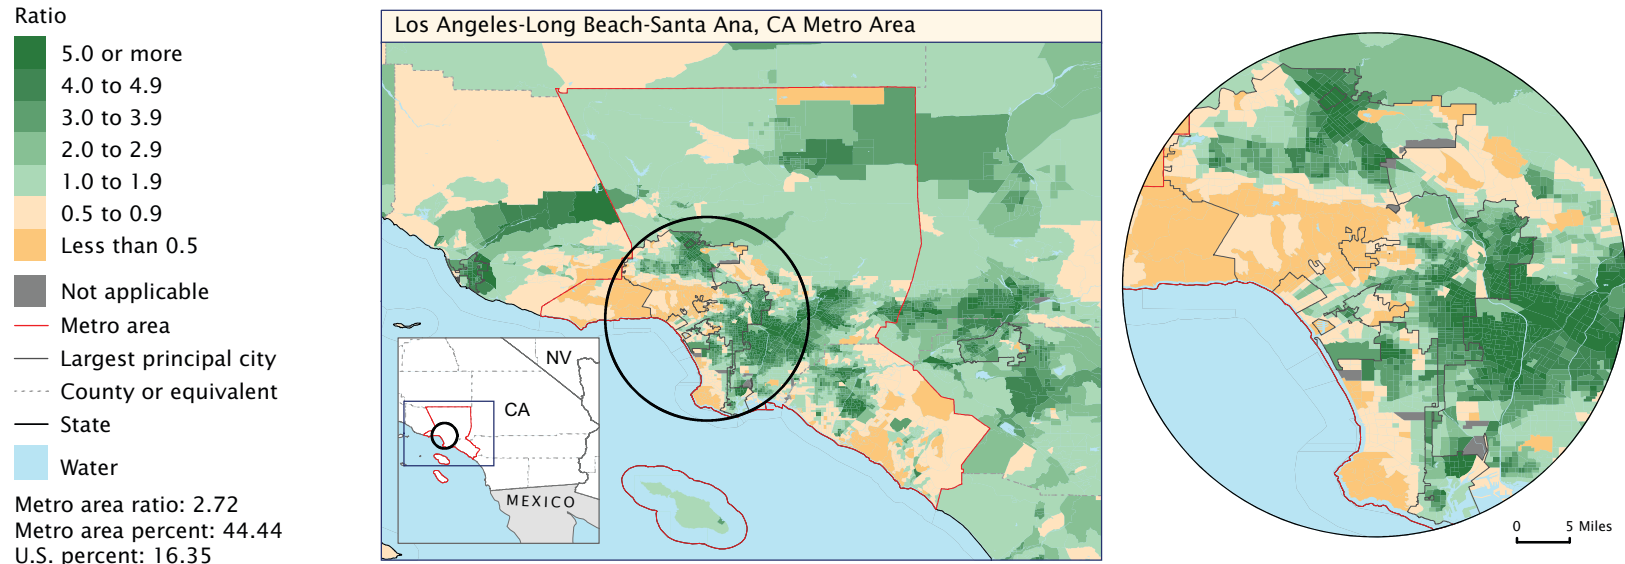 Ratio
5.0 or more
4.0 to 4.9
3.0 to 3.9
2.0 to 2.9
1.0 to 1.9
0.5 to 0.9
Less than 0.5
Not applicable
Metro area
Largest principal city
County or equivalent
State
Water
Metro area ratio: 2.72
Metro area percent: 44.44
U.S. percent: 16.35
Los Angeles-Long Beach-Santa Ana, CA Metro Area
NV
CA
MEXICO
0 5 Miles